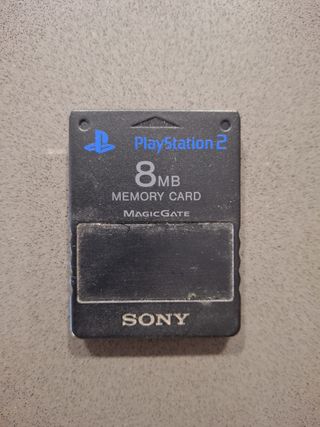 PlayStation 2
8MB
MEMORY CARD
MAGICGATE
SONY